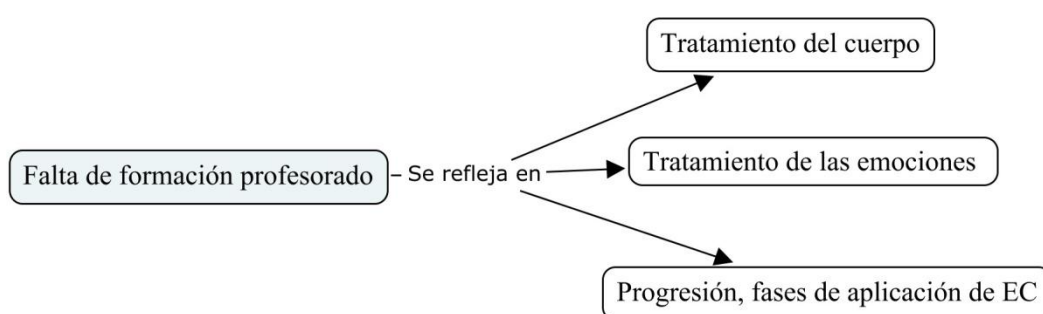 Tratamiento del cuerpo
Falta de formación profesorado
Se refleja en
Tratamiento de las emociones
Progresión, fases de aplicación de EC